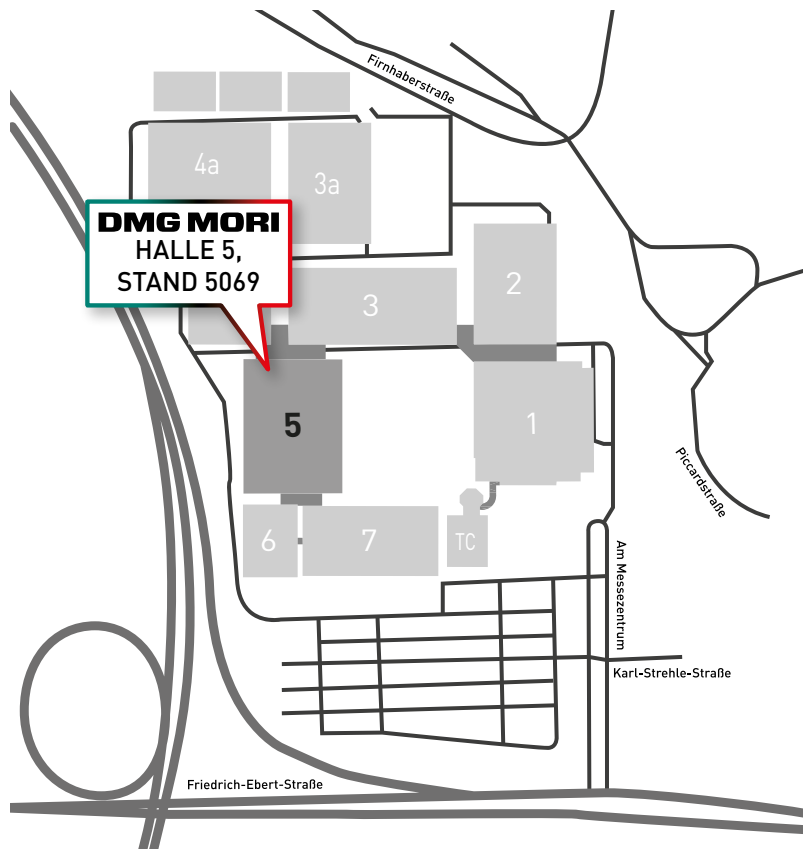 Firnhaberstraße
4a
3a
DMG MORI
HALLE 5,
STAND 5069
2
3
5
1
Piccardstraße
6
7
TC
Am Messezentrum
Karl-Strehle-Straße
Friedrich-Ebert-Straße